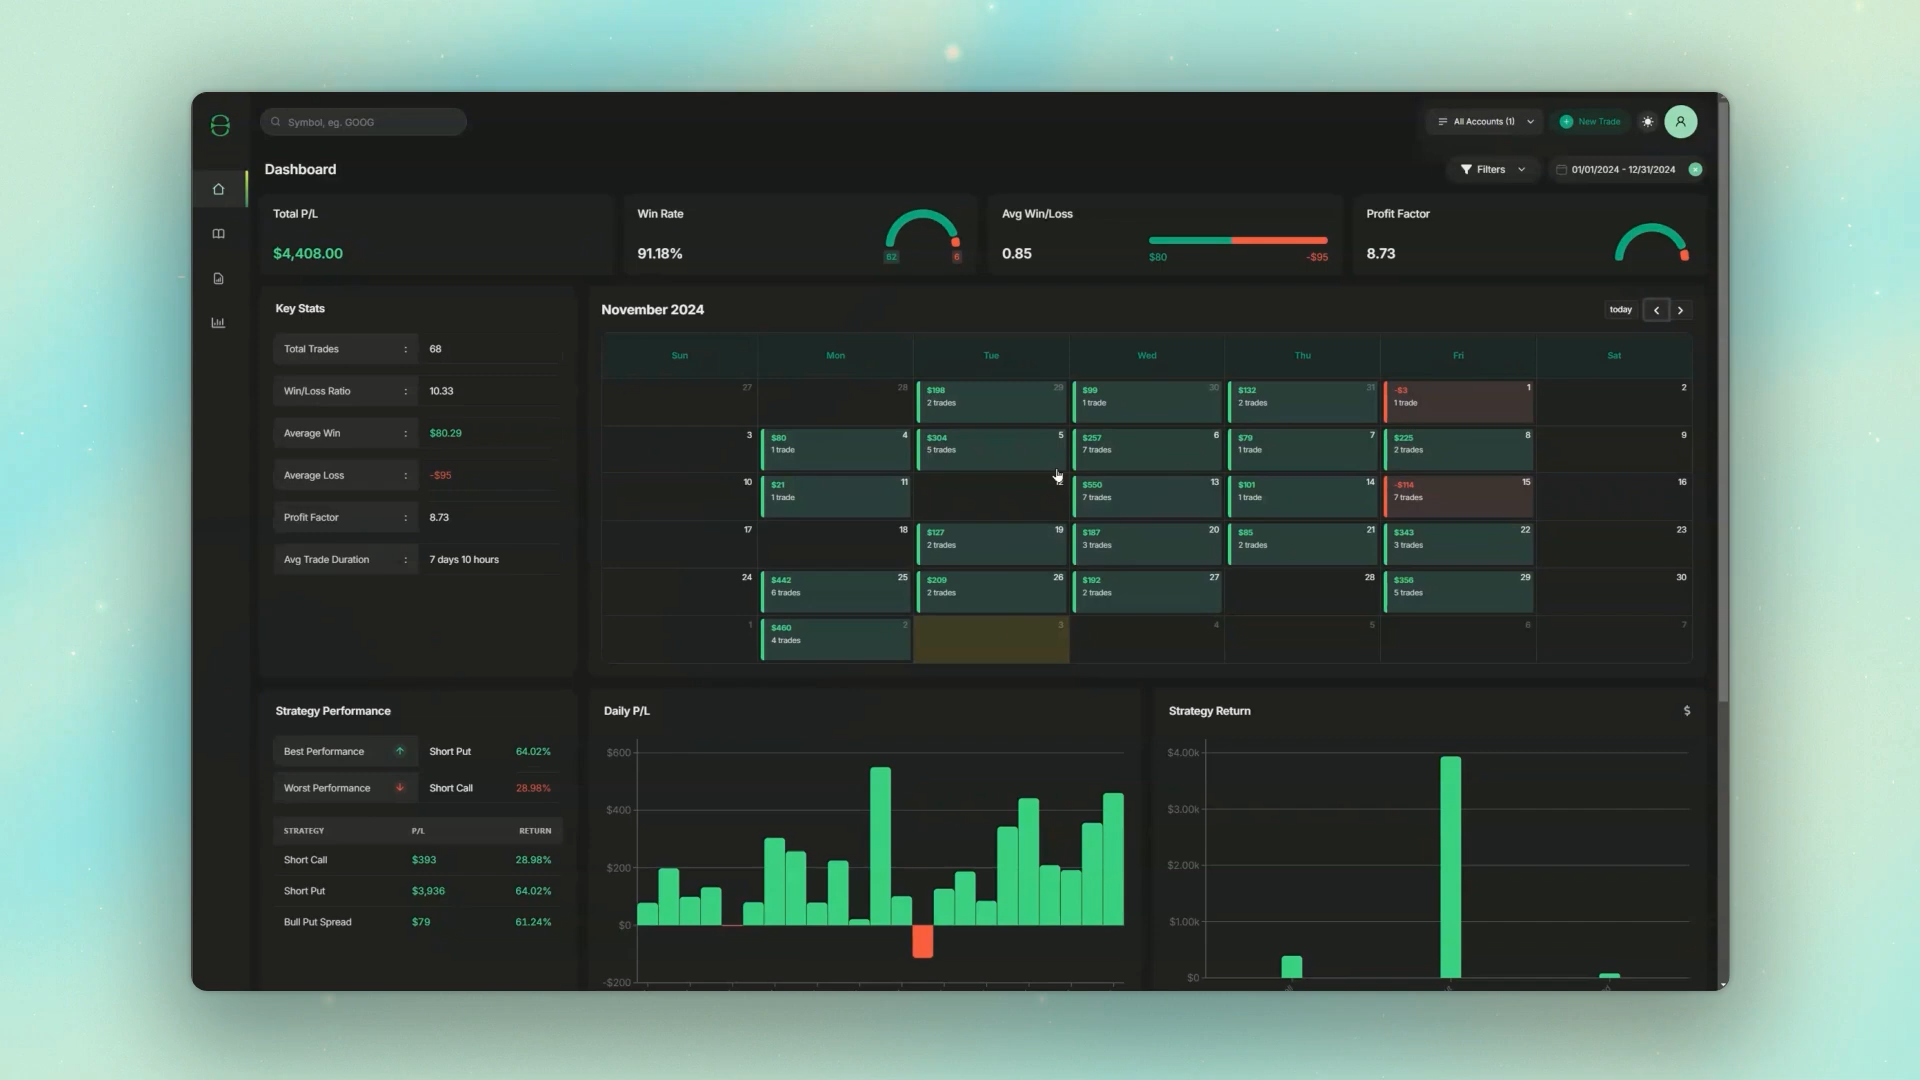 Symbol, eg. GOOG
All Accounts (1)
New Trade
Dashboard
Filters
01/01/2024 - 12/31/2024
Total P/L
$4,408.00
Win Rate
91.18%
62
6
Avg Win/Loss
0.85
$80
-$95
Profit Factor
8.73
Key Stats
Total Trades : 68
Win/Loss Ratio : 10.33
Average Win : $80.29
Average Loss : -$95
Profit Factor : 8.73
Avg Trade Duration : 7 days 10 hours
November 2024
today
Sun Mon Tue Wed Thu Fri Sat
27 28 29 30 31 1 2
$198 $99 $132 -$3
2 trades 1 trade 2 trades 1 trade
3 4 5 6 7 8 9
$80 $304 $257 $79 $225
1 trade 5 trades 7 trades 1 trade 2 trades
10 11 12 13 14 15 16
$21 $550 $101 -$114
1 trade 7 trades 1 trade 7 trades
17 18 19 20 21 22 23
$127 $187 $85 $343
2 trades 3 trades 2 trades 3 trades
24 25 26 27 28 29 30
$442 $209 $192 $356
6 trades 2 trades 2 trades 5 trades
1 2 3 4 5 6 7
$460
4 trades
Strategy Performance
Best Performance Short Put 64.02%
Worst Performance Short Call 28.98%
STRATEGY P/L RETURN
Short Call $393 28.98%
Short Put $3,936 64.02%
Bull Put Spread $79 61.24%
Daily P/L
$600
$400
$200
$0
-$200
Strategy Return
$
$4.00k
$3.00k
$2.00k
$1.00k
$0